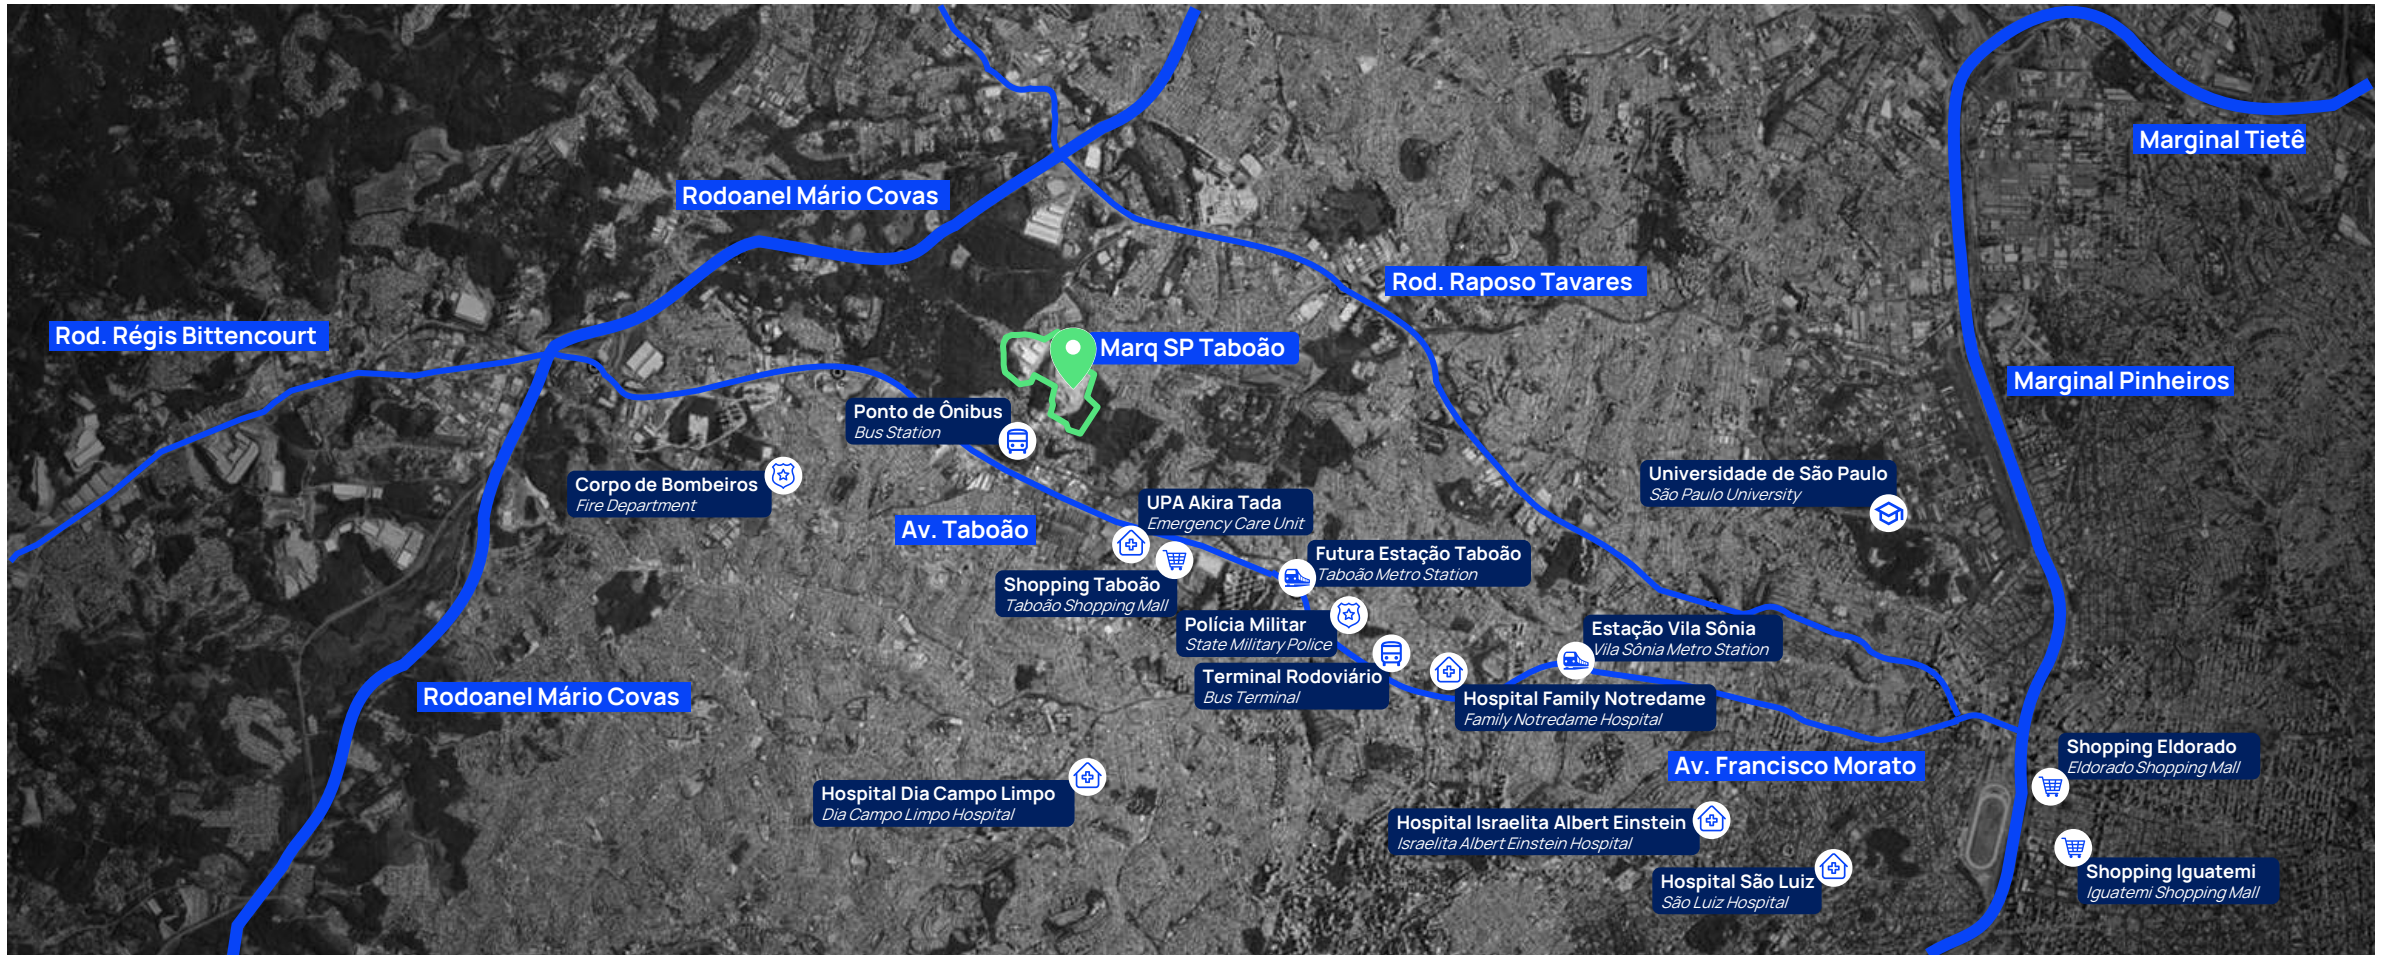 Marginal Tietê
Rodoanel Mário Covas
Rod. Raposo Tavares
Rod. Régis Bittencourt
Marq SP Taboão
Marginal Pinheiros
Ponto de Ônibus
Bus Station
Corpo de Bombeiros
Fire Department
Universidade de São Paulo
São Paulo University
UPA Akira Tada
Emergency Care Unit
Av. Taboão
Futura Estação Taboão
Taboão Metro Station
Shopping Taboão
Taboão Shopping Mall
Polícia Militar
State Military Police
Estação Vila Sônia
Vila Sônia Metro Station
Terminal Rodoviário
Bus Terminal
Rodoanel Mário Covas
Hospital Family Notredame
Family Notredame Hospital
Shopping Eldorado
Eldorado Shopping Mall
Av. Francisco Morato
Hospital Dia Campo Limpo
Dia Campo Limpo Hospital
Hospital Israelita Albert Einstein
Israelita Albert Einstein Hospital
Hospital São Luiz
São Luiz Hospital
Shopping Iguatemi
Iguatemi Shopping Mall